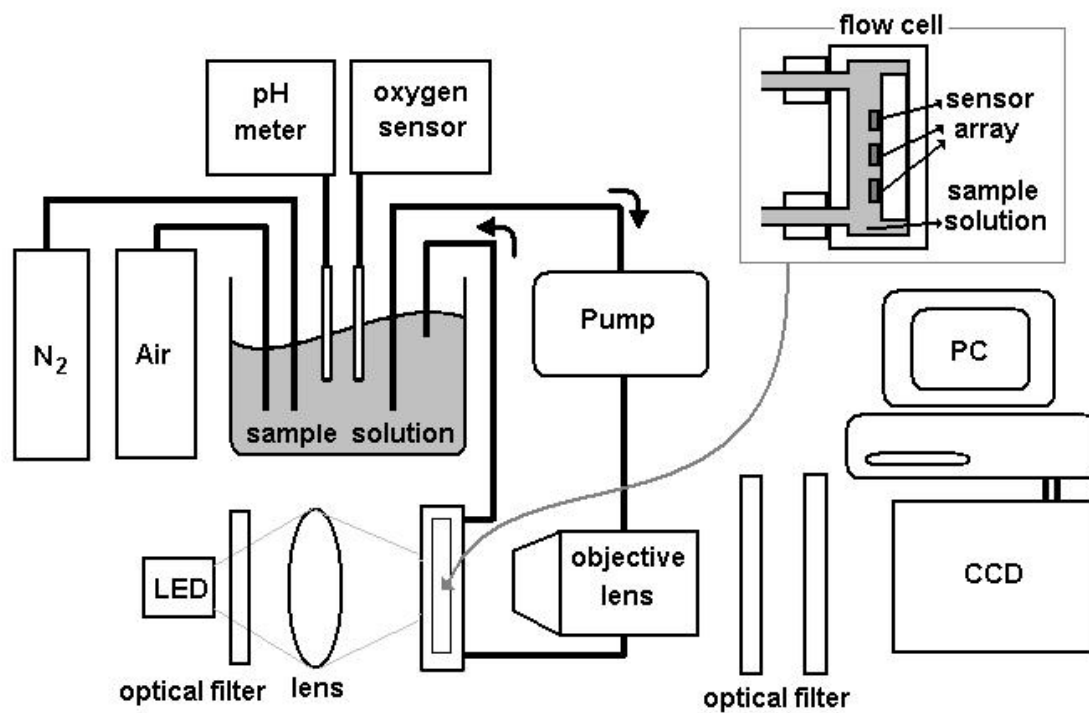 flow cell
pH
meter
oxygen
sensor
sensor
array
sample
solution
N2
Air
Pump
PC
sample solution
LED
objective
lens
CCD
optical filter
lens
optical filter